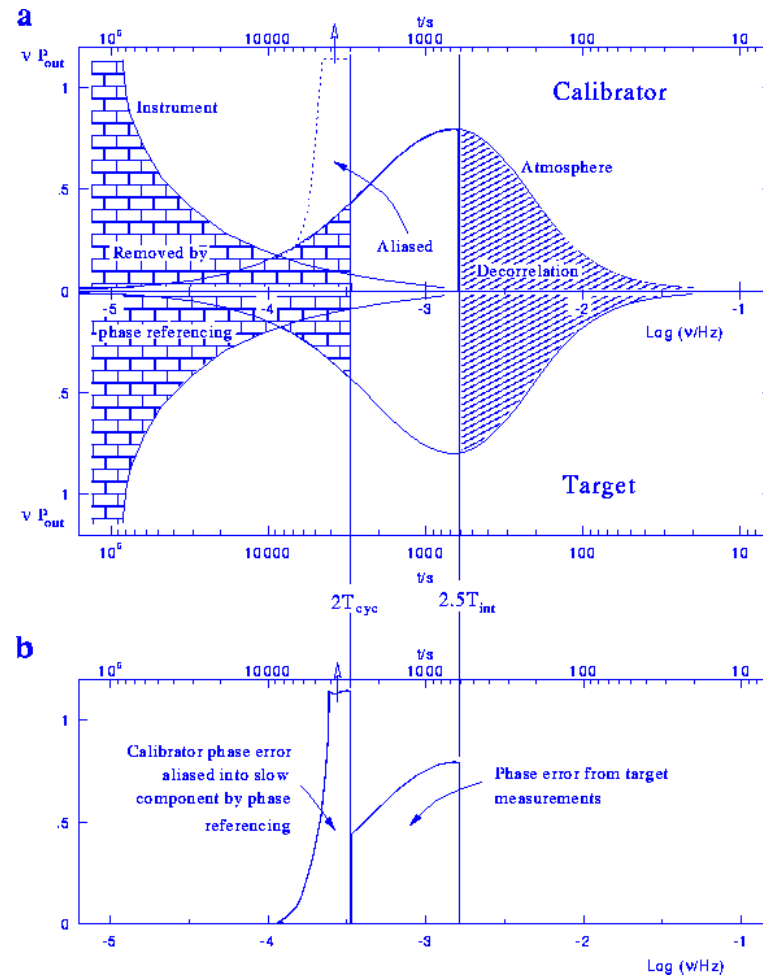 a
t/s
10⁵ 10000 1000 100 10
ν P_out
1
Instrument
Calibrator
Atmosphere
.5
Aliased
Removed by
Decorrelation
0
-5 -4 -3 -2 -1
phase referencing
Lag (ν/Hz)
.5
Target
1
ν P_out
10⁵ 10000 1000 100 10
t/s
2T_cyc 2.5T_int
b
t/s
10⁵ 10000 1000 100 10
1
Calibrator phase error
aliased into slow
component by phase
referencing
Phase error from target
measurements
.5
0
-5 -4 -3 -2 -1
Lag (ν/Hz)